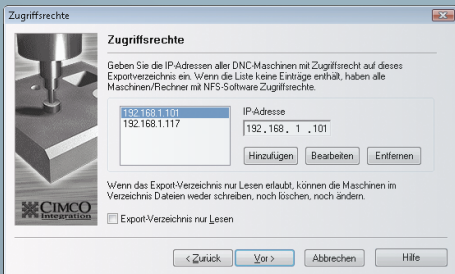 Zugriffsrechte
Zugriffsrechte
Geben Sie die IP-Adressen aller DNC-Maschinen mit Zugriffsrecht auf dieses
Exportverzeichnis ein. Wenn die Liste keine Einträge enthält, haben alle
Maschinen/Rechner mit NFS-Software Zugriffsrechte.
192.168.1.101
192.168.1.117
IP-Adresse
192 . 168 . 1 . 101
Hinzufügen Bearbeiten Entfernen
Wenn das Export-Verzeichnis nur Lesen erlaubt, können die Maschinen im
Verzeichnis Dateien weder schreiben, noch löschen, noch ändern.
Export-Verzeichnis nur Lesen
CIMCO
Integration
< Zurück Vor > Abbrechen Hilfe